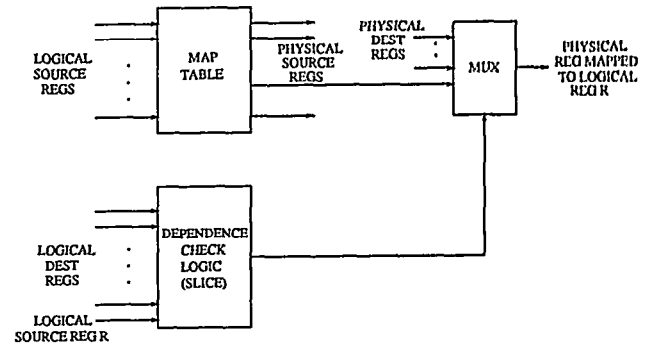 LOGICAL
SOURCE
REGS
MAP
TABLE
PHYSICAL
SOURCE
REGS
PHYSICAL
DEST
REGS
MUX
PHYSICAL
REG MAPPED
TO LOGICAL
REG R
LOGICAL
DEST
REGS
LOGICAL
SOURCE REG R
DEPENDENCE
CHECK
LOGIC
(SLICE)